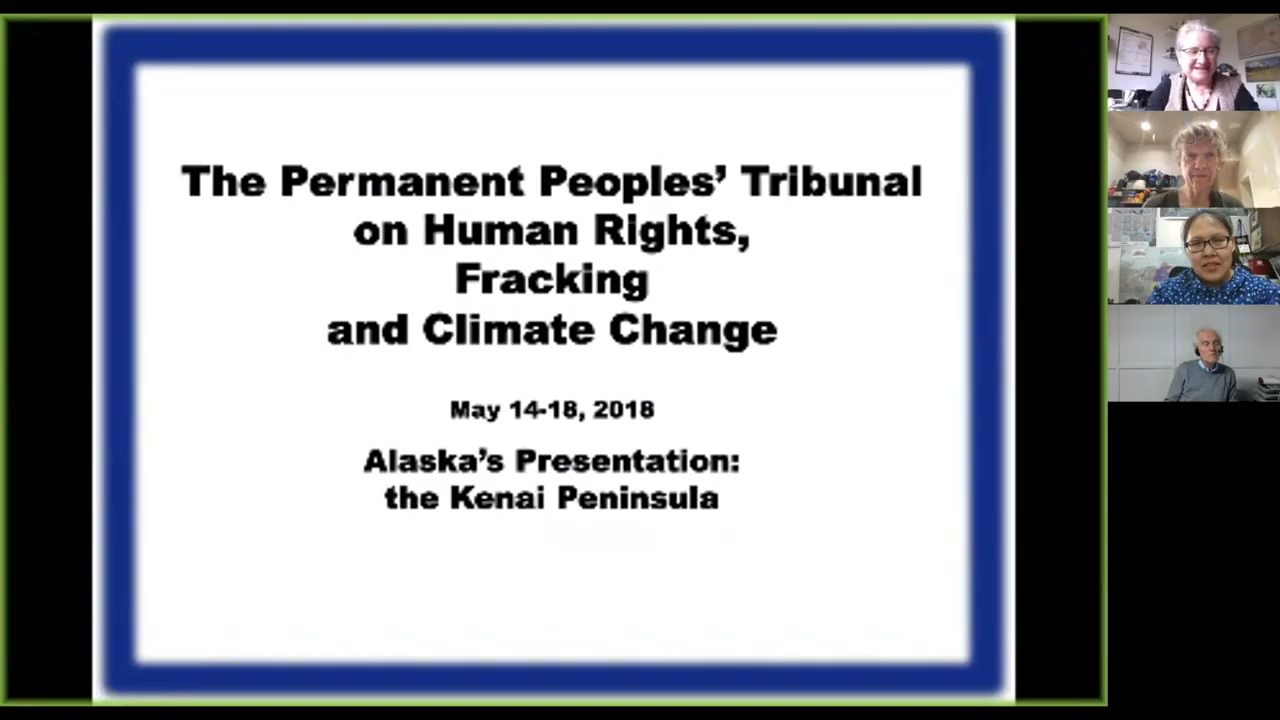 The Permanent Peoples’ Tribunal
on Human Rights,
Fracking
and Climate Change
May 14-18, 2018
Alaska’s Presentation:
the Kenai Peninsula